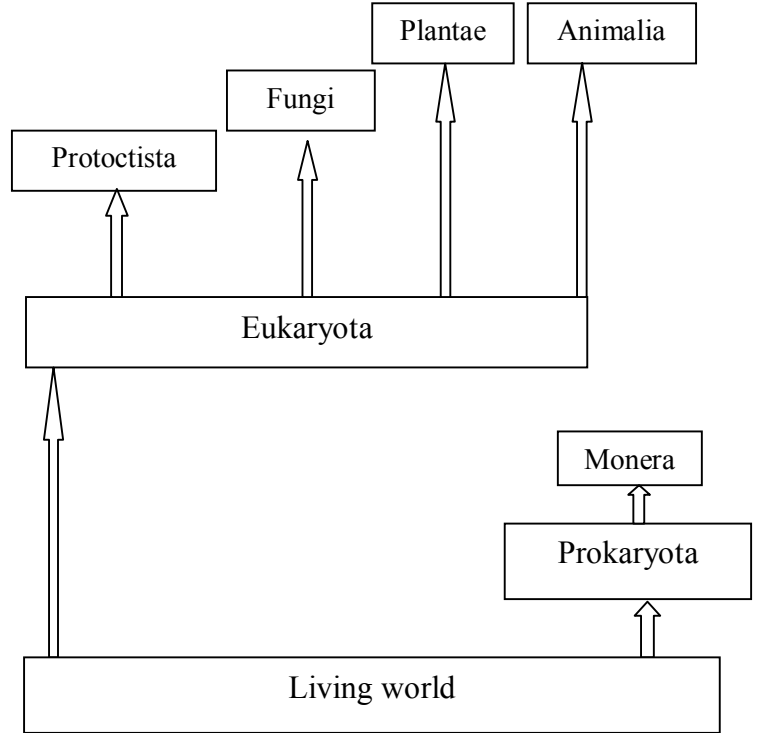 Plantae
Animalia
Fungi
Protoctista
Eukaryota
Monera
Prokaryota
Living world